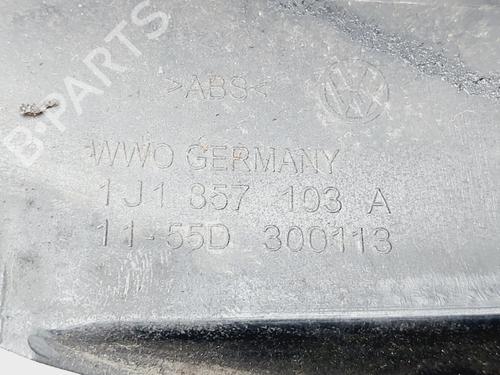 B-PARTS
>ABS<
WWO GERMANY
1J1 857 103 A
11-55D 300113